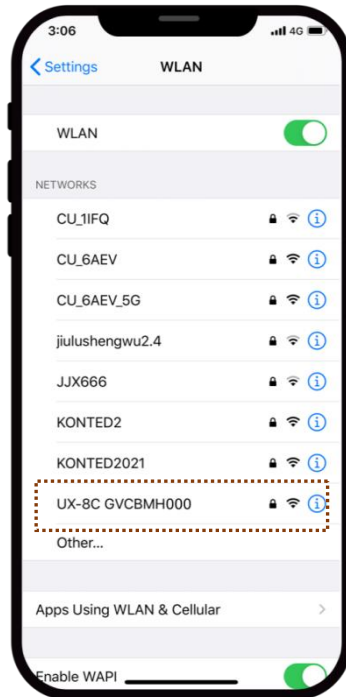 3:06 4G
Settings WLAN
WLAN
NETWORKS
CU_1IFQ
CU_6AEV
CU_6AEV_5G
jiulushengwu2.4
JJX666
KONTED2
KONTED2021
UX-8C GVCBMH000
Other...
Apps Using WLAN & Cellular
Enable WAPI